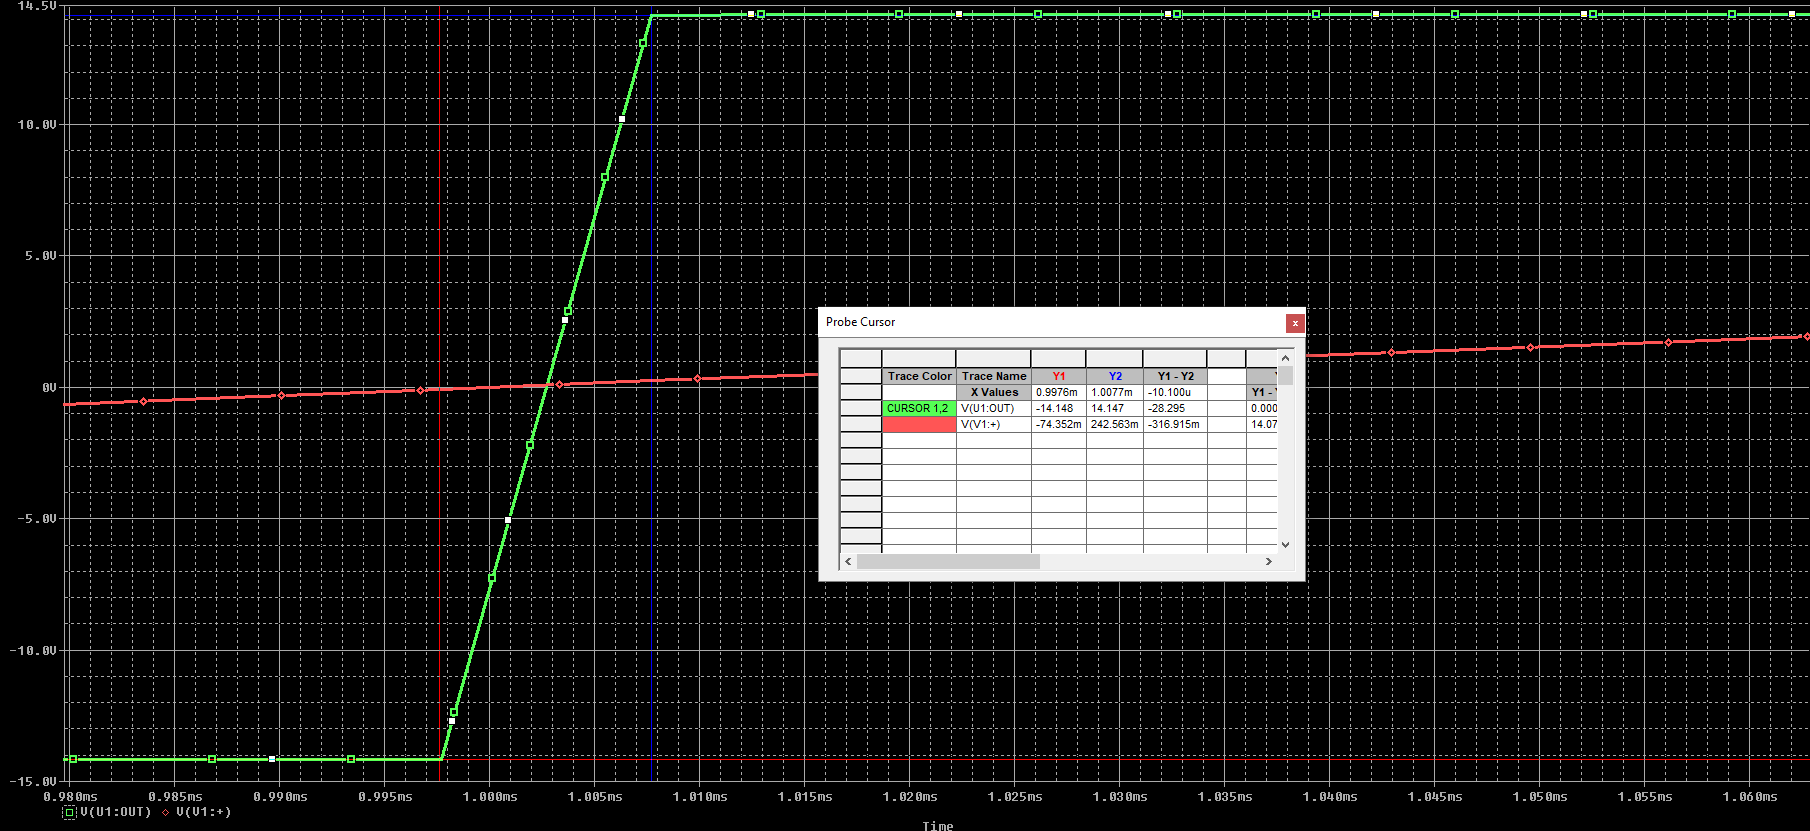 14.5V
10.0V
5.0V
0V
-5.0V
-10.0V
-15.0V
0.980ms 0.985ms 0.990ms 0.995ms 1.000ms 1.005ms 1.010ms 1.015ms 1.020ms 1.025ms 1.030ms 1.035ms 1.040ms 1.045ms 1.050ms 1.055ms 1.060ms
V(U1:OUT) V(V1:+)
Time
Probe Cursor
x
Trace Color Trace Name Y1 Y2 Y1 - Y2
X Values 0.9976m 1.0077m -10.100u Y1 -
CURSOR 1,2 V(U1:OUT) -14.148 14.147 -28.295 0.000
V(V1:+) -74.352m 242.563m -316.915m 14.07